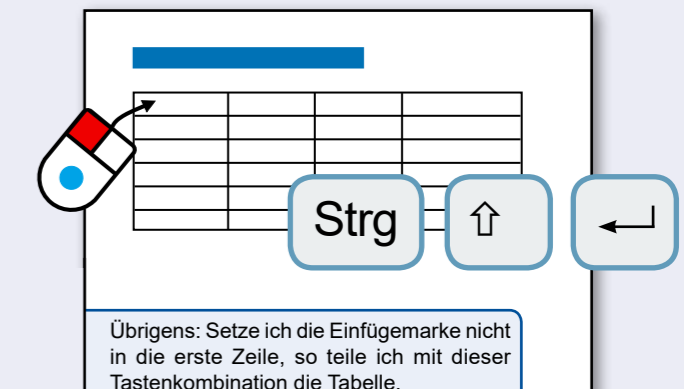 Strg ⇧
Übrigens: Setze ich die Einfügemarke nicht
in die erste Zeile, so teile ich mit dieser
Tastenkombination die Tabelle.